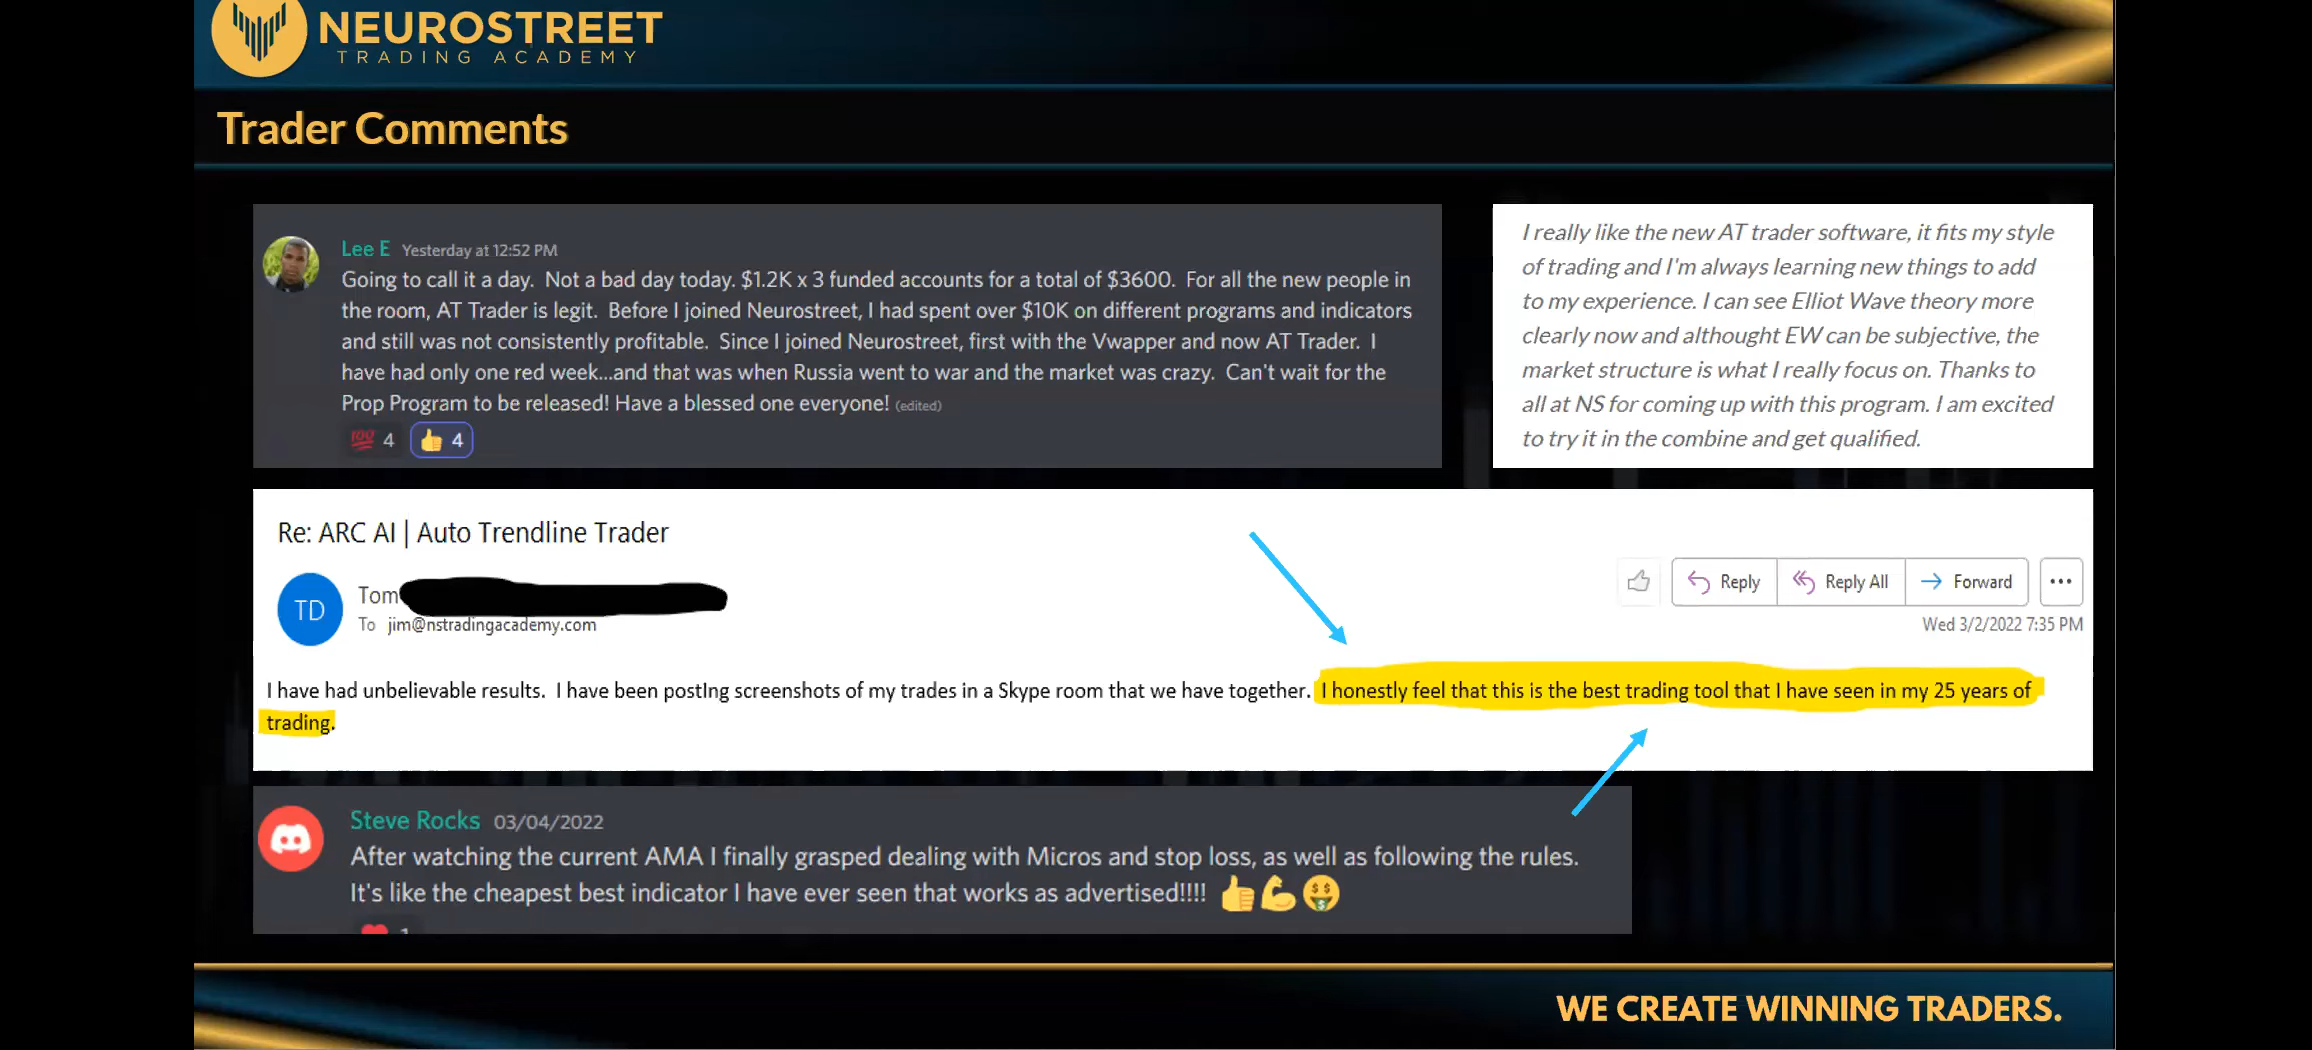 NEUROSTREET
TRADING ACADEMY
Trader Comments
Lee E Yesterday at 12:52 PM
Going to call it a day. Not a bad day today. $1.2K x 3 funded accounts for a total of $3600. For all the new people in
the room, AT Trader is legit. Before I joined Neurostreet, I had spent over $10K on different programs and indicators
and still was not consistently profitable. Since I joined Neurostreet, first with the Vwapper and now AT Trader. I
have had only one red week...and that was when Russia went to war and the market was crazy. Can't wait for the
Prop Program to be released! Have a blessed one everyone! (edited)
💯 4 👍 4
I really like the new AT trader software, it fits my style
of trading and I'm always learning new things to add
to my experience. I can see Elliot Wave theory more
clearly now and althought EW can be subjective, the
market structure is what I really focus on. Thanks to
all at NS for coming up with this program. I am excited
to try it in the combine and get qualified.
Re: ARC AI | Auto Trendline Trader
TD
Tom
To jim@nstradingacademy.com
Reply Reply All Forward ...
Wed 3/2/2022 7:35 PM
I have had unbelievable results. I have been postIng screenshots of my trades in a Skype room that we have together. I honestly feel that this is the best trading tool that I have seen in my 25 years of
trading.
Steve Rocks 03/04/2022
After watching the current AMA I finally grasped dealing with Micros and stop loss, as well as following the rules.
It's like the cheapest best indicator I have ever seen that works as advertised!!!! 👍💪🤑
WE CREATE WINNING TRADERS.